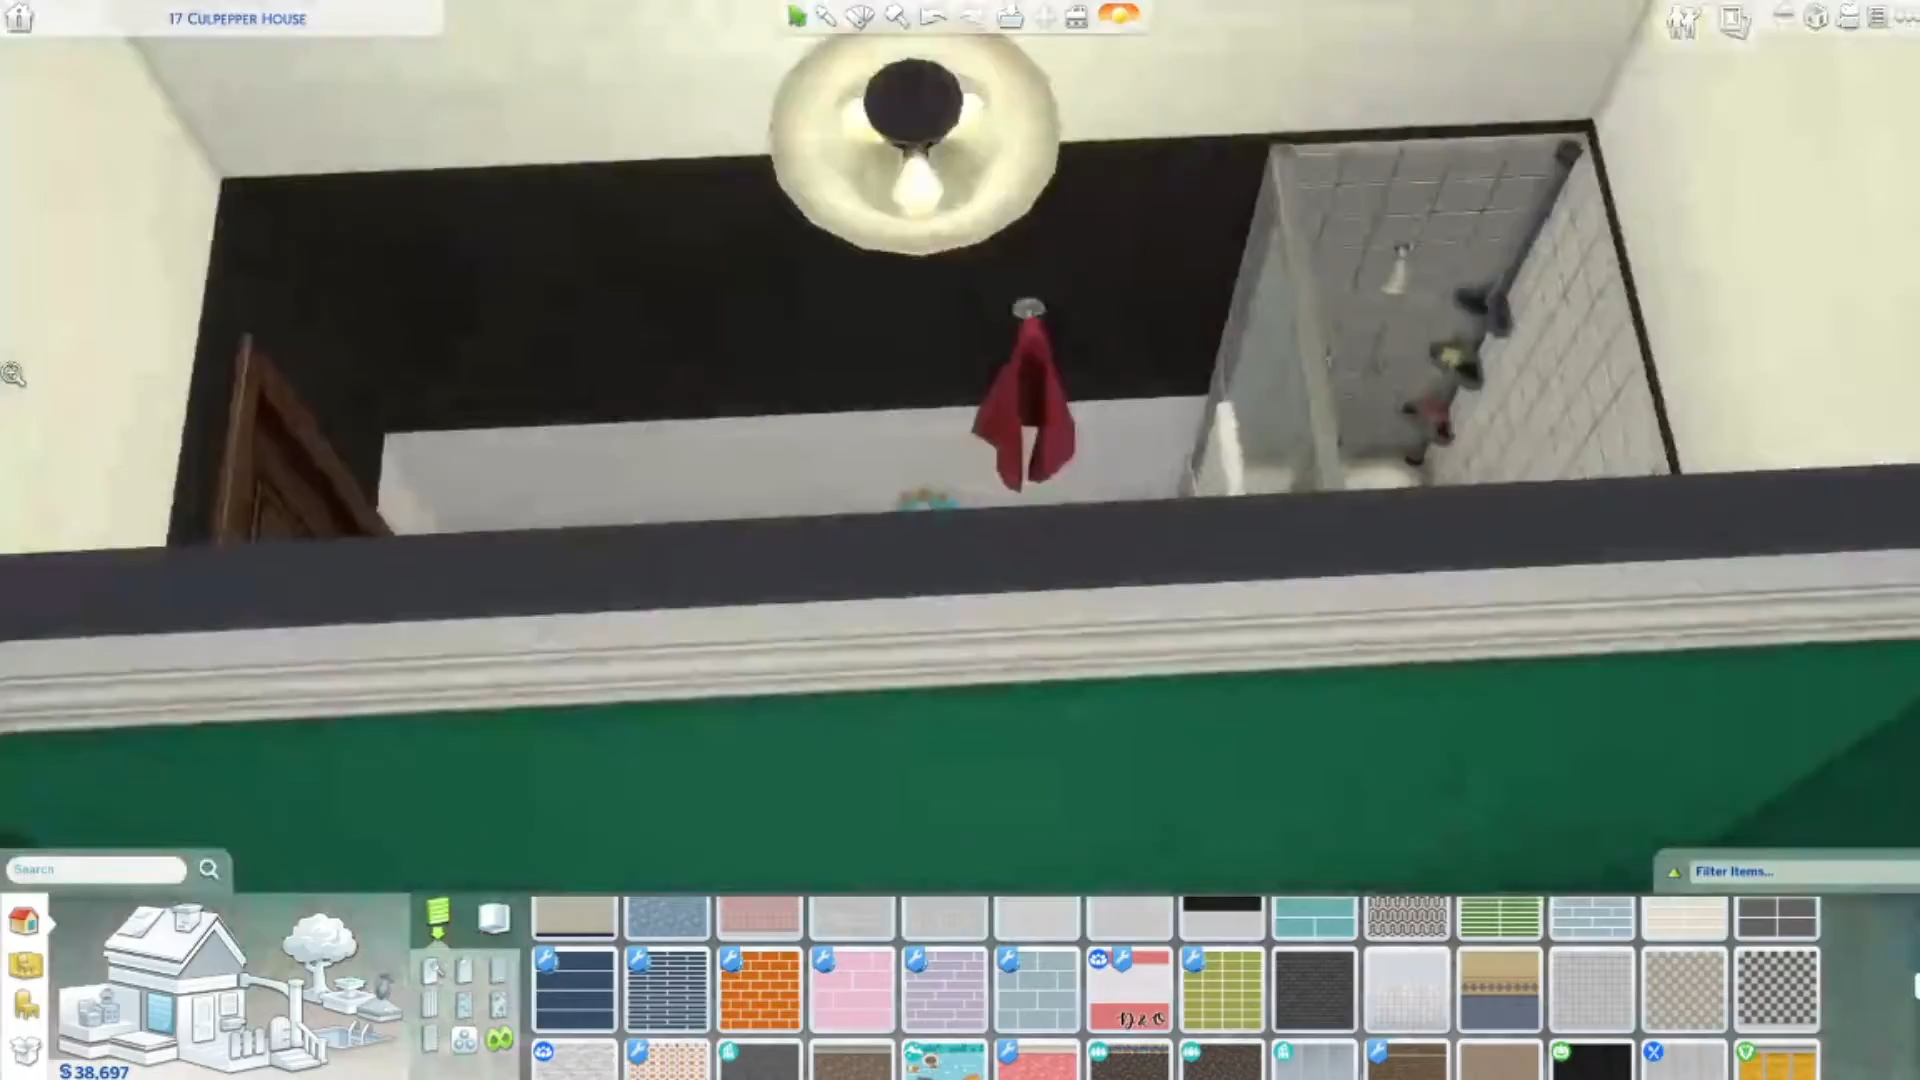 17 CULPEPPER HOUSE
Search
Filter Items...
D & O
§38,697